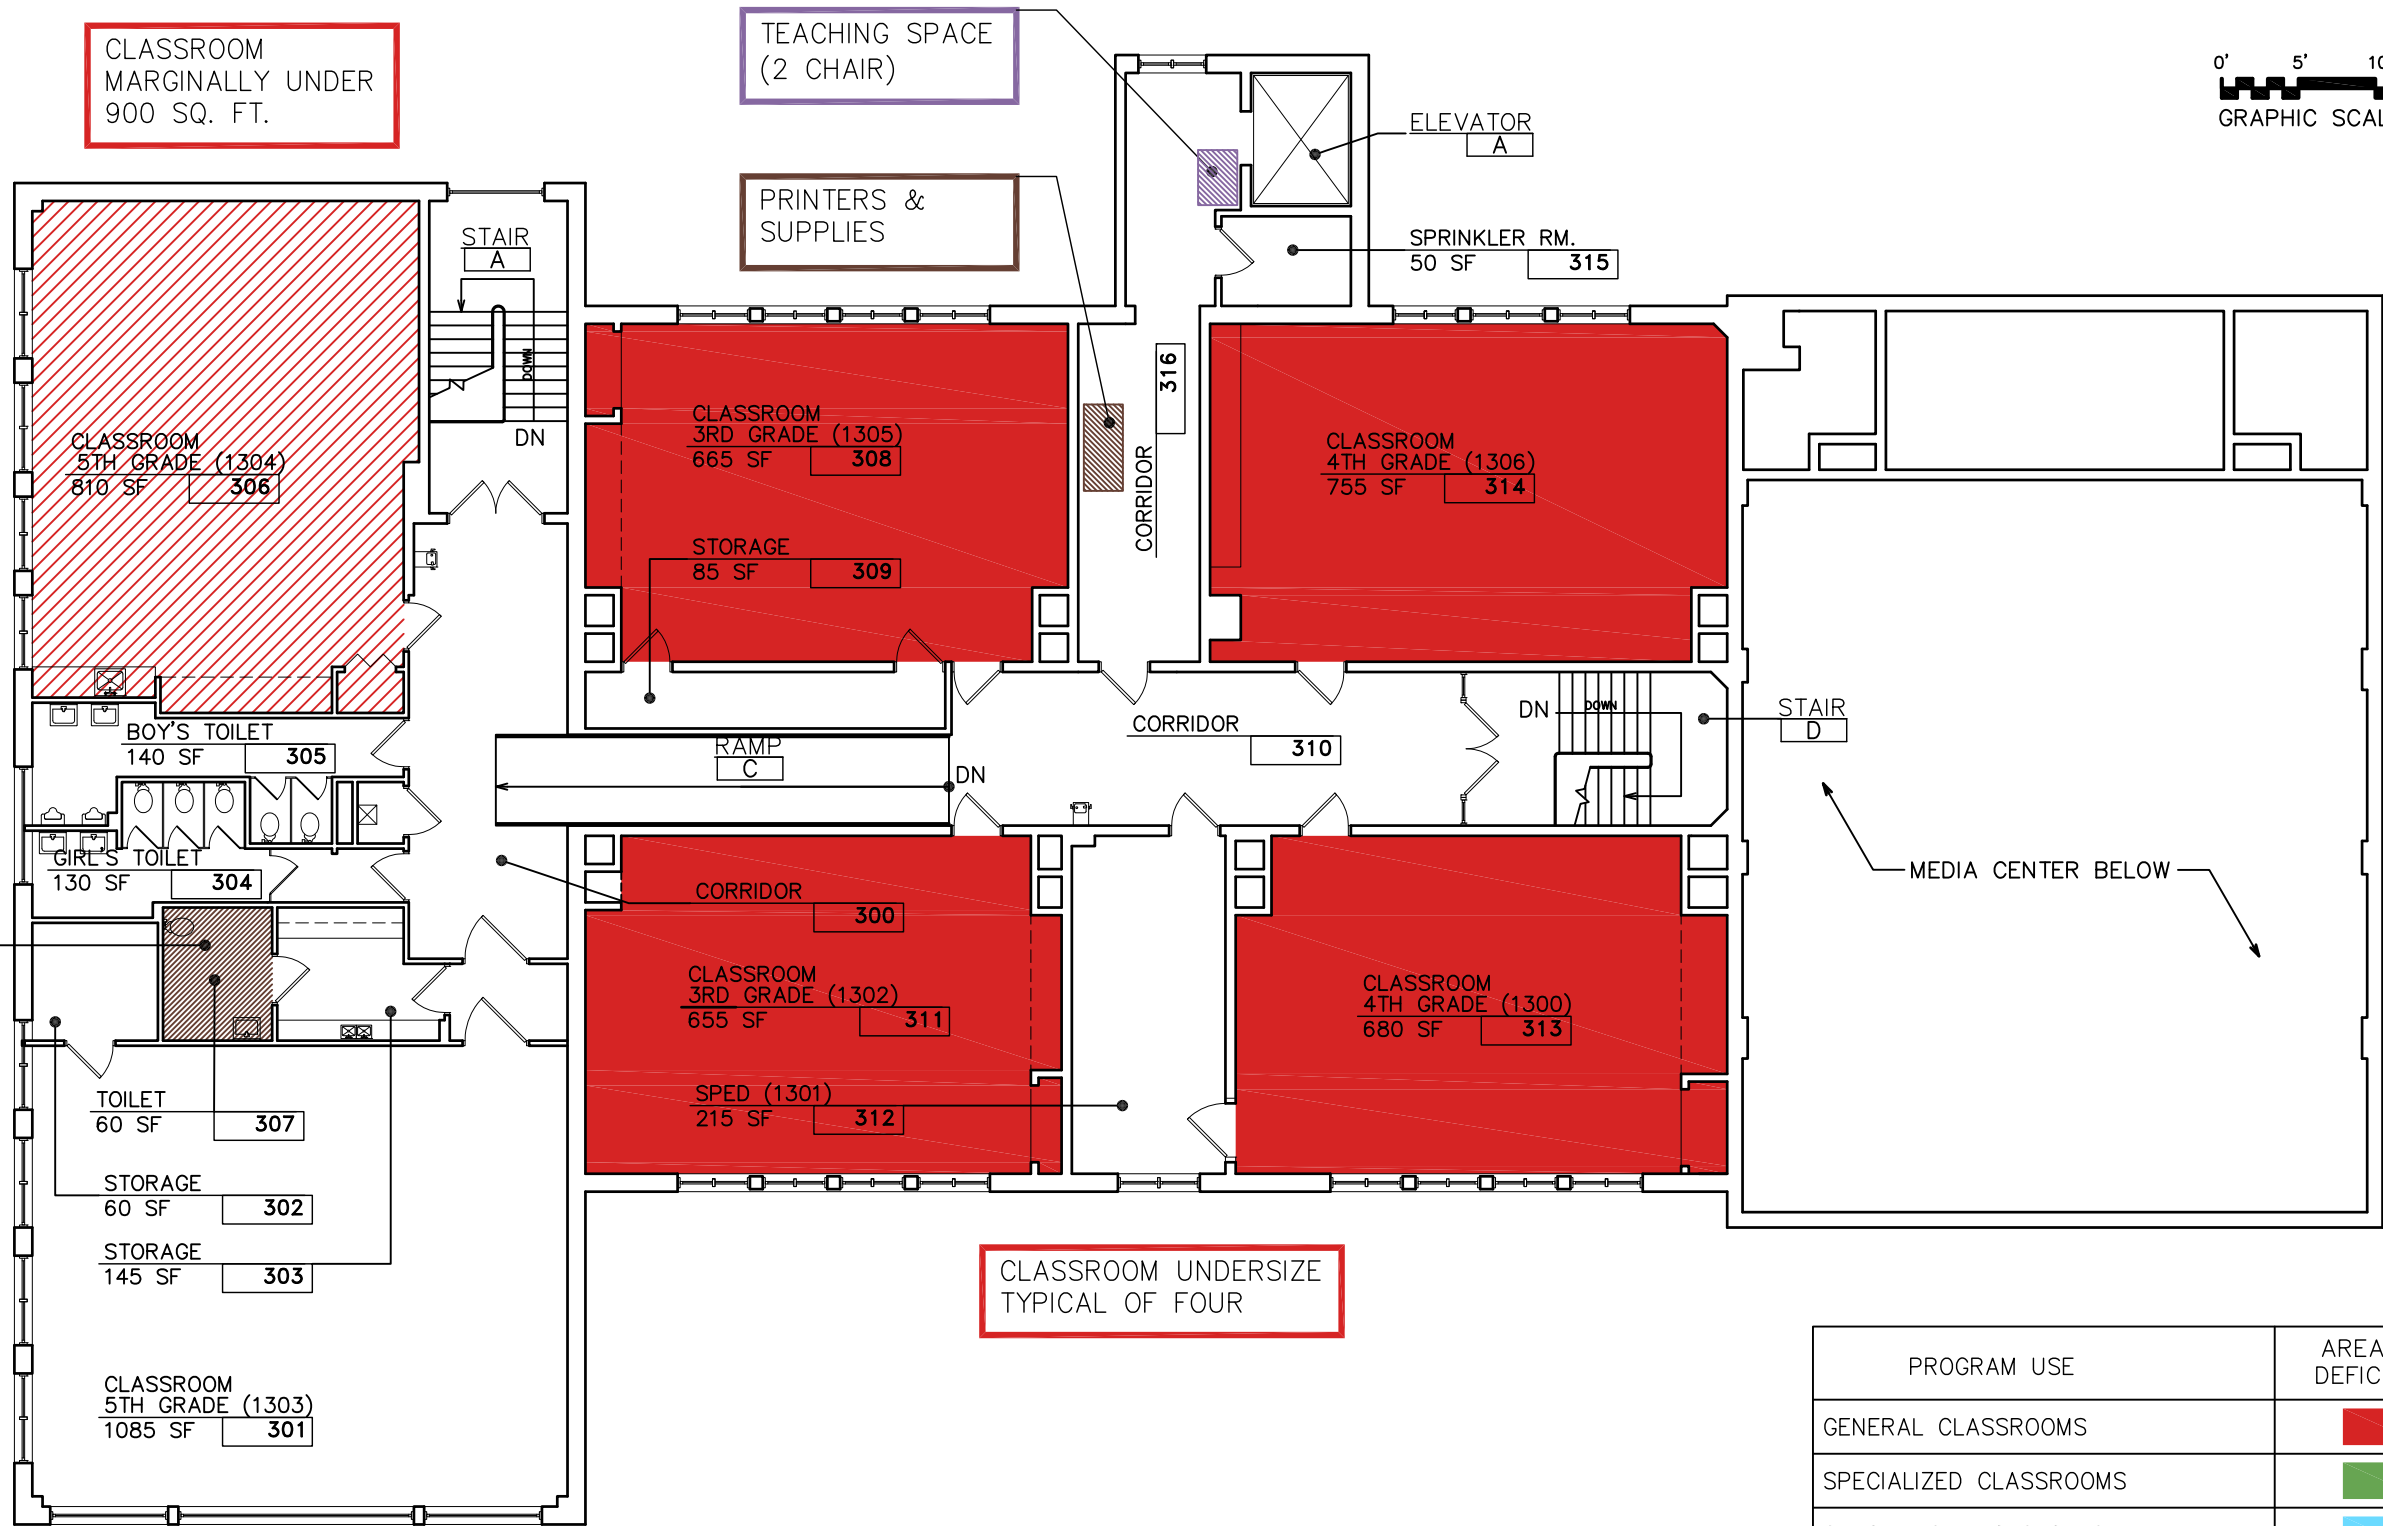 CLASSROOM
MARGINALLY UNDER
900 SQ. FT.
TEACHING SPACE
(2 CHAIR)
PRINTERS &
SUPPLIES
ELEVATOR
A
0' 5' 10
GRAPHIC SCAL
STAIR
A
DOWN
DN
SPRINKLER RM.
50 SF 315
CLASSROOM
5TH GRADE (1304)
810 SF 306
CLASSROOM
3RD GRADE (1305)
665 SF 308
STORAGE
85 SF 309
316
CORRIDOR
CLASSROOM
4TH GRADE (1306)
755 SF 314
BOY'S TOILET
140 SF 305
RAMP
C
DN
CORRIDOR
310
DN
DOWN
STAIR
D
GIRL'S TOILET
130 SF 304
CORRIDOR
300
MEDIA CENTER BELOW
CLASSROOM
3RD GRADE (1302)
655 SF 311
CLASSROOM
4TH GRADE (1300)
680 SF 313
SPED (1301)
215 SF 312
TOILET
60 SF 307
STORAGE
60 SF 302
STORAGE
145 SF 303
CLASSROOM UNDERSIZE
TYPICAL OF FOUR
CLASSROOM
5TH GRADE (1303)
1085 SF 301
PROGRAM USE
AREA
DEFIC
GENERAL CLASSROOMS
SPECIALIZED CLASSROOMS